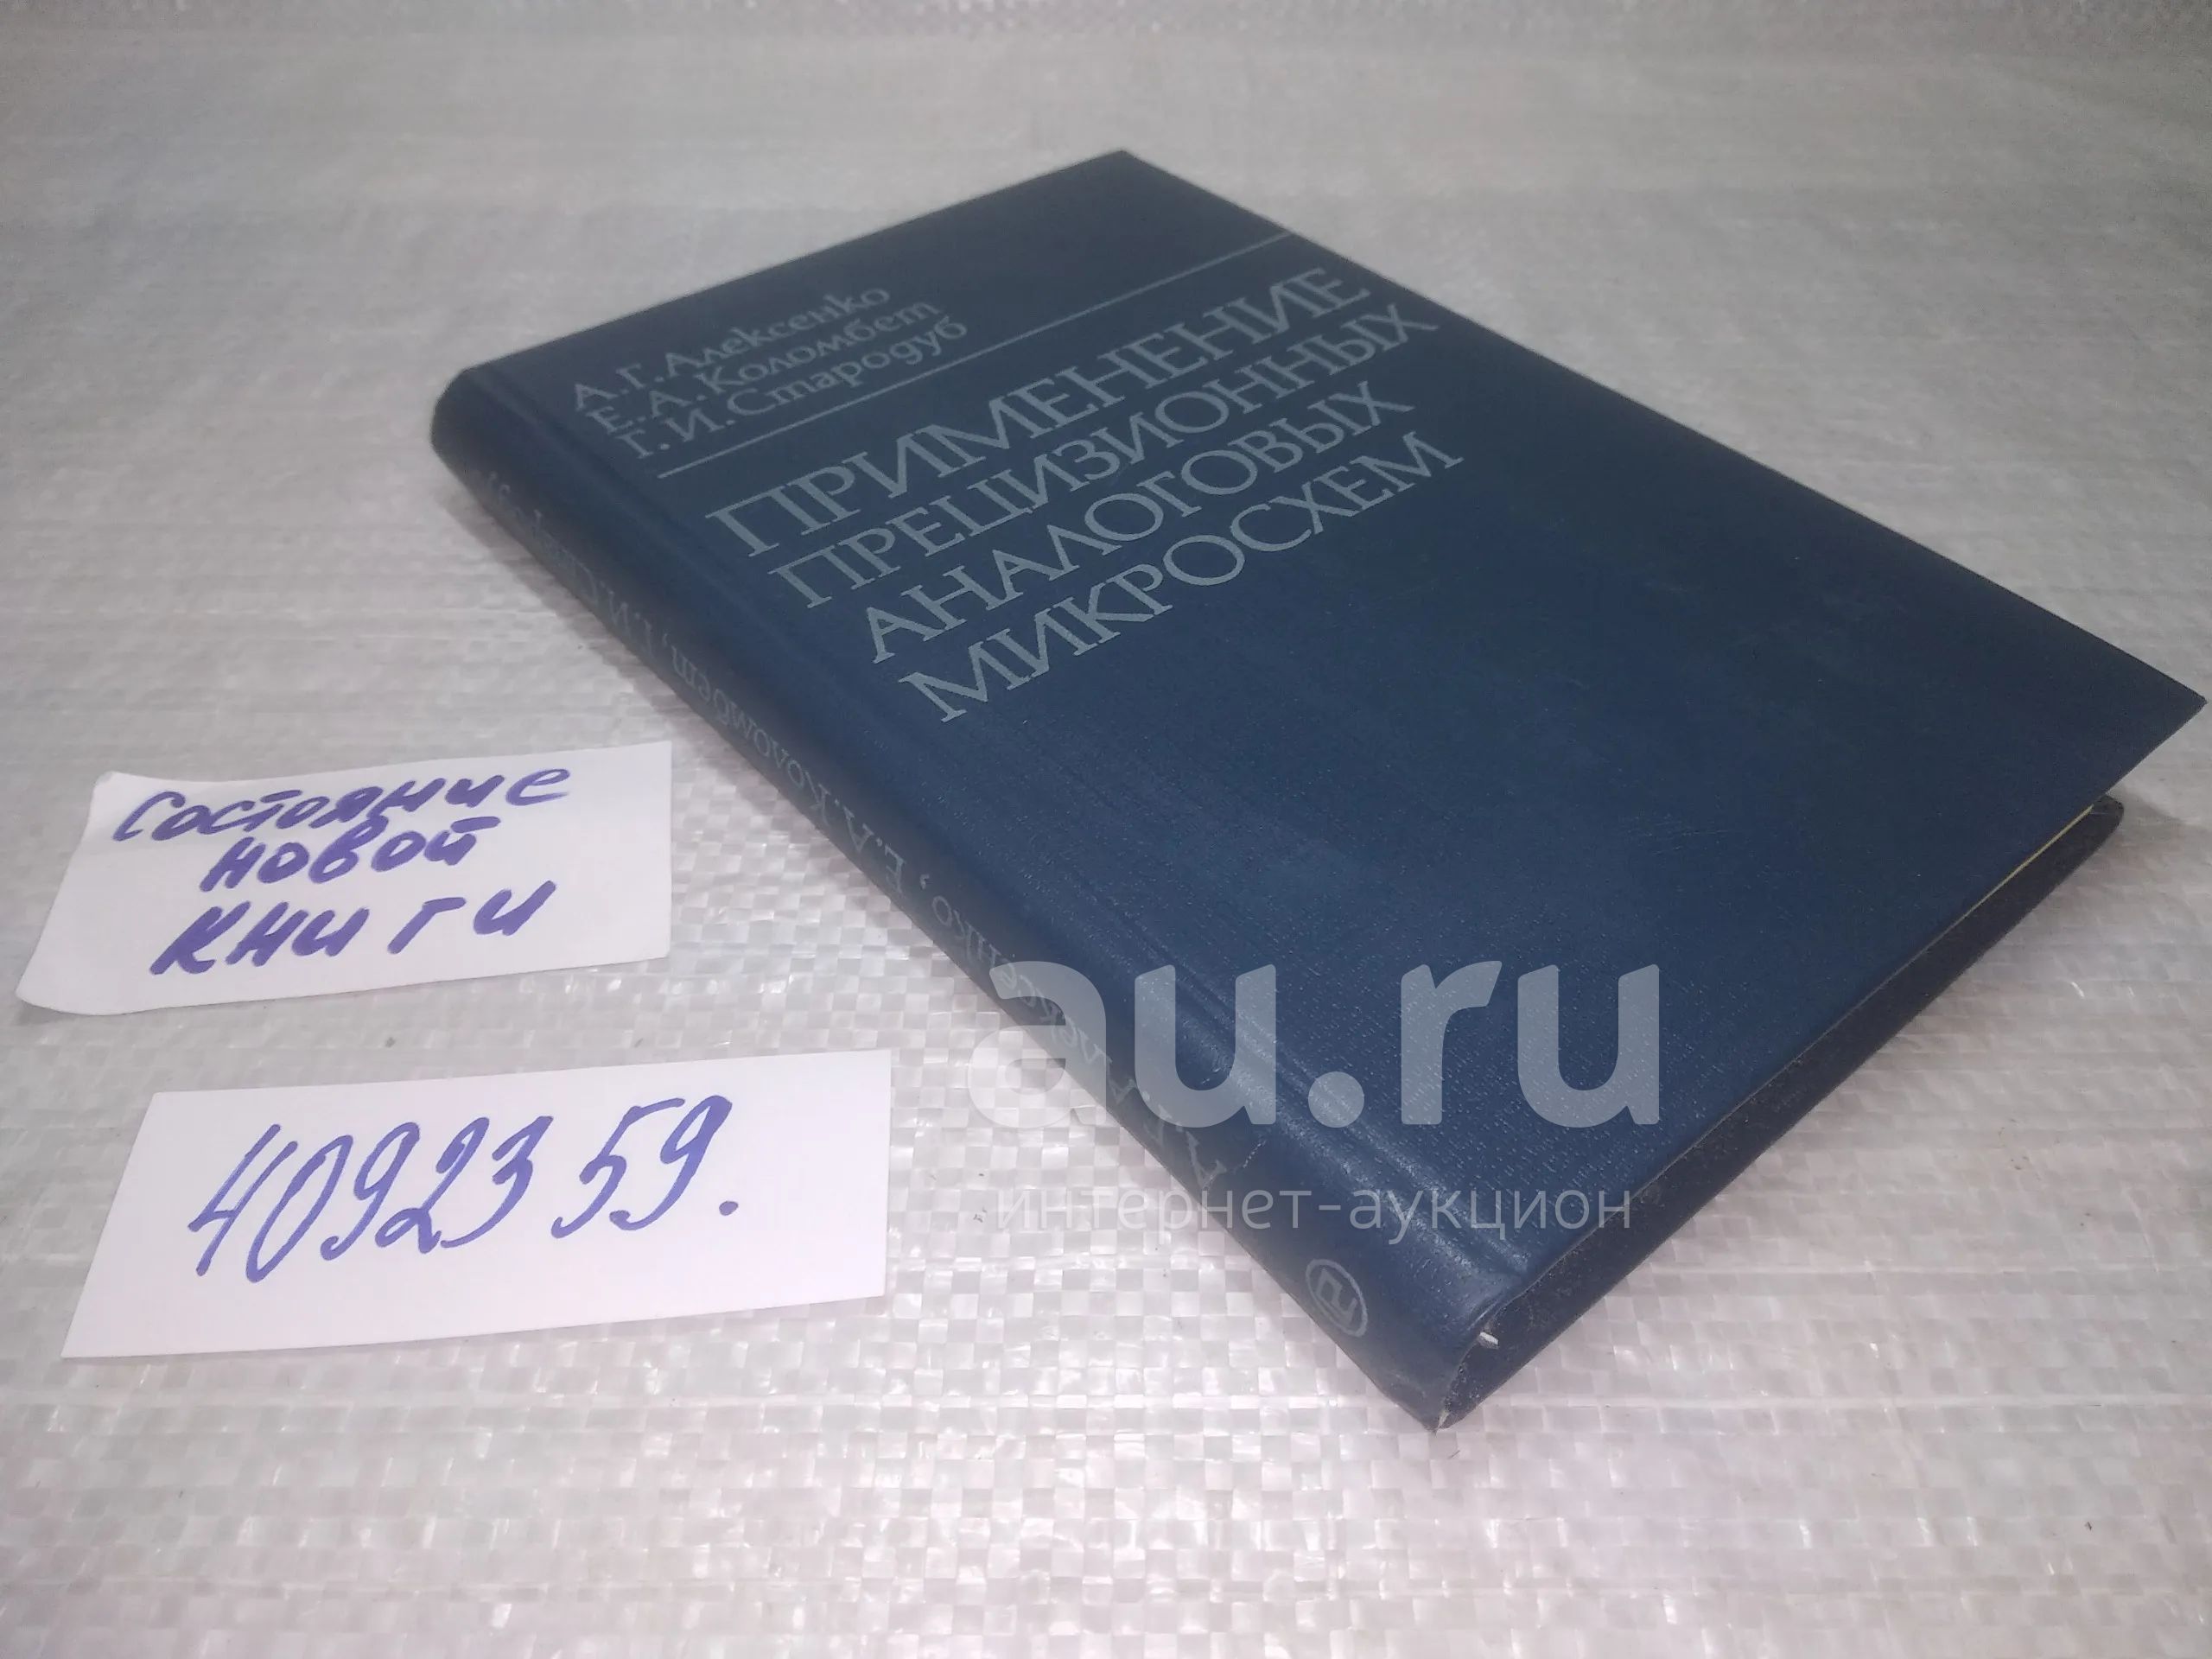 А.Г. Алексенко
Е.А. Коломбет
Г.И. Стародуб
ПРИМЕНЕНИЕ
ПРЕЦИЗИОННЫХ
АНАЛОГОВЫХ
МИКРОСХЕМ
А.Г. Алексенко, Е.А. Коломбет, Г.И. Стародуб
Состояние
новой
книги
4092359.
au.ru
интернет-аукцион